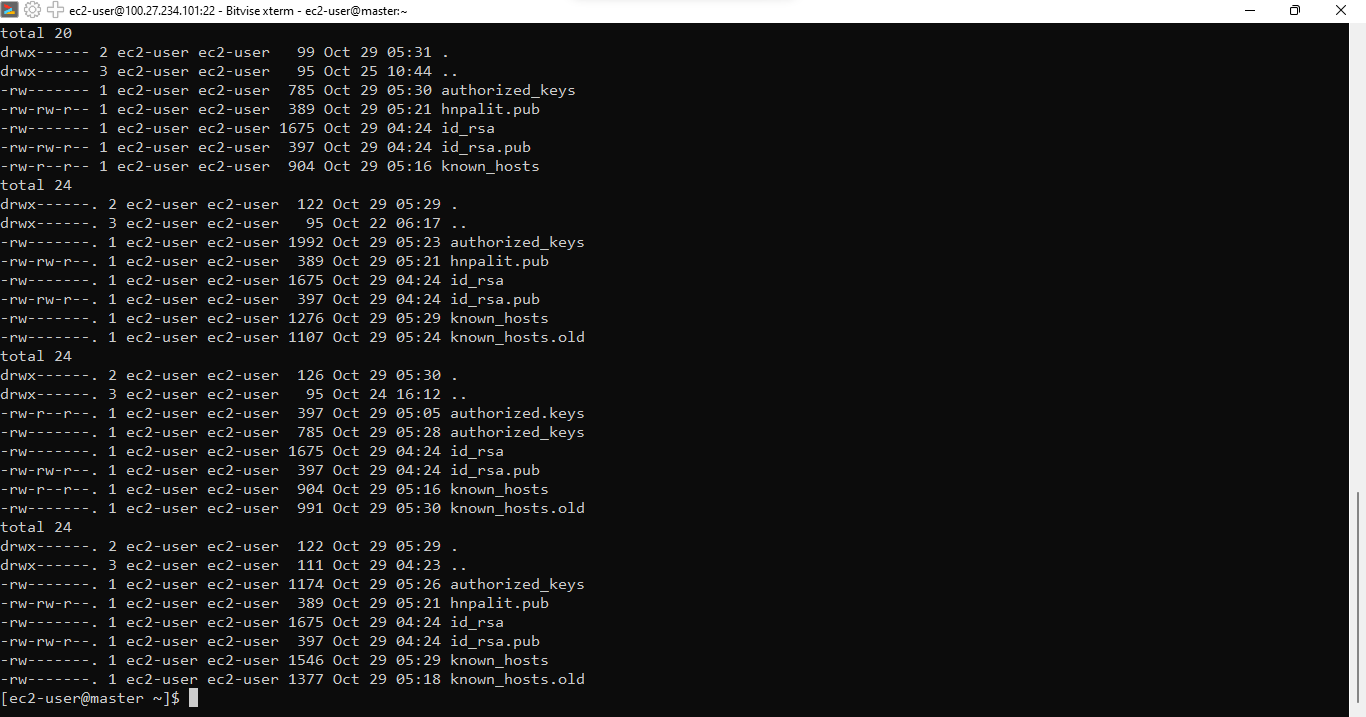 ec2-user@100.27.234.101:22 - Bitvise xterm - ec2-user@master:~
total 20
drwx------ 2 ec2-user ec2-user   99 Oct 29 05:31 .
drwx------ 3 ec2-user ec2-user   95 Oct 25 10:44 ..
-rw------- 1 ec2-user ec2-user  785 Oct 29 05:30 authorized_keys
-rw-rw-r-- 1 ec2-user ec2-user  389 Oct 29 05:21 hnpalit.pub
-rw------- 1 ec2-user ec2-user 1675 Oct 29 04:24 id_rsa
-rw-rw-r-- 1 ec2-user ec2-user  397 Oct 29 04:24 id_rsa.pub
-rw-r--r-- 1 ec2-user ec2-user  904 Oct 29 05:16 known_hosts
total 24
drwx------. 2 ec2-user ec2-user  122 Oct 29 05:29 .
drwx------. 3 ec2-user ec2-user   95 Oct 22 06:17 ..
-rw-------. 1 ec2-user ec2-user 1992 Oct 29 05:23 authorized_keys
-rw-rw-r--. 1 ec2-user ec2-user  389 Oct 29 05:21 hnpalit.pub
-rw-------. 1 ec2-user ec2-user 1675 Oct 29 04:24 id_rsa
-rw-rw-r--. 1 ec2-user ec2-user  397 Oct 29 04:24 id_rsa.pub
-rw-------. 1 ec2-user ec2-user 1276 Oct 29 05:29 known_hosts
-rw-------. 1 ec2-user ec2-user 1107 Oct 29 05:24 known_hosts.old
total 24
drwx------. 2 ec2-user ec2-user  126 Oct 29 05:30 .
drwx------. 3 ec2-user ec2-user   95 Oct 24 16:12 ..
-rw-r--r--. 1 ec2-user ec2-user  397 Oct 29 05:05 authorized.keys
-rw-------. 1 ec2-user ec2-user  785 Oct 29 05:28 authorized_keys
-rw-------. 1 ec2-user ec2-user 1675 Oct 29 04:24 id_rsa
-rw-rw-r--. 1 ec2-user ec2-user  397 Oct 29 04:24 id_rsa.pub
-rw-r--r--. 1 ec2-user ec2-user  904 Oct 29 05:16 known_hosts
-rw-------. 1 ec2-user ec2-user  991 Oct 29 05:30 known_hosts.old
total 24
drwx------. 2 ec2-user ec2-user  122 Oct 29 05:29 .
drwx------. 3 ec2-user ec2-user  111 Oct 29 04:23 ..
-rw-------. 1 ec2-user ec2-user 1174 Oct 29 05:26 authorized_keys
-rw-rw-r--. 1 ec2-user ec2-user  389 Oct 29 05:21 hnpalit.pub
-rw-------. 1 ec2-user ec2-user 1675 Oct 29 04:24 id_rsa
-rw-rw-r--. 1 ec2-user ec2-user  397 Oct 29 04:24 id_rsa.pub
-rw-------. 1 ec2-user ec2-user 1546 Oct 29 05:29 known_hosts
-rw-------. 1 ec2-user ec2-user 1377 Oct 29 05:18 known_hosts.old
[ec2-user@master ~]$